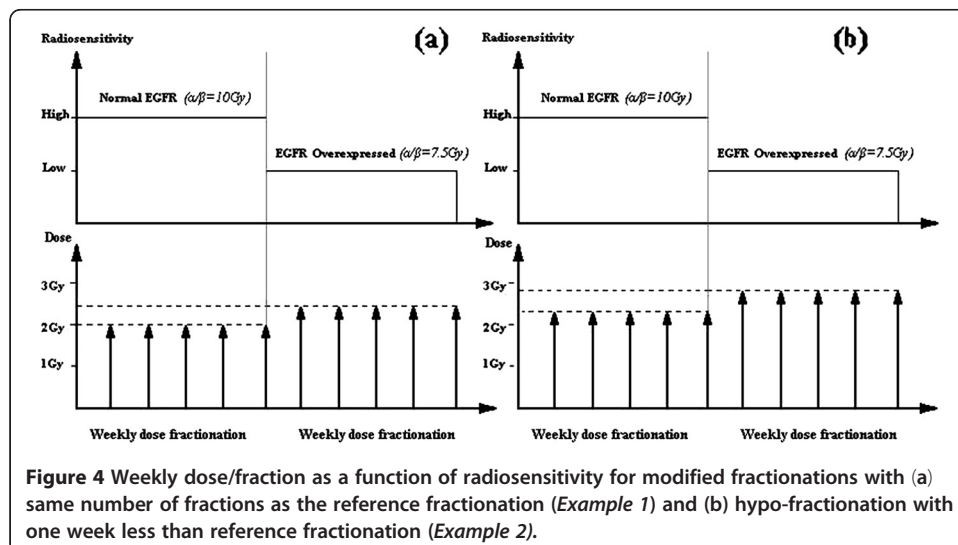 (a)
Radiosensitivity
Normal EGFR (α/β=10Gy)
High
EGFR Overexpressed (α/β=7.5Gy)
Low
Dose
3Gy
2Gy
1Gy
Weekly dose fractionation
Weekly dose fractionation
(b)
Radiosensitivity
Normal EGFR (α/β=10Gy)
High
EGFR Overexpressed (α/β=7.5Gy)
Low
Dose
3Gy
2Gy
1Gy
Weekly dose fractionation
Weekly dose fractionation
Figure 4 Weekly dose/fraction as a function of radiosensitivity for modified fractionations with (a)
same number of fractions as the reference fractionation (Example 1) and (b) hypo-fractionation with
one week less than reference fractionation (Example 2).